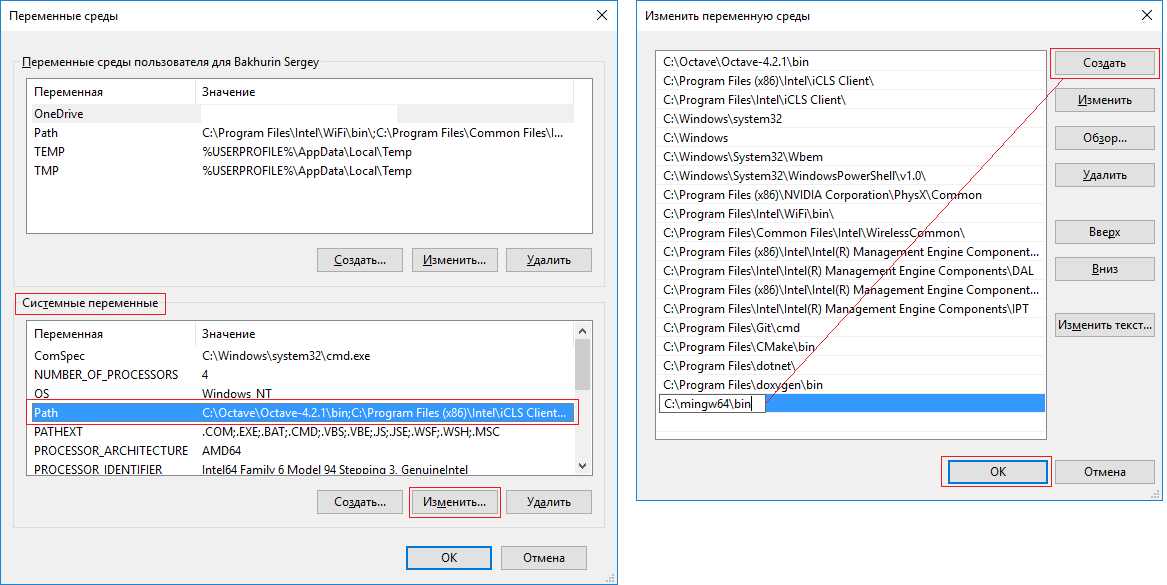 Переменные среды
Переменные среды пользователя для Bakhurin Sergey
Переменная Значение
OneDrive
Path C:\Program Files\Intel\WiFi\bin\;C:\Program Files\Common Files\I...
TEMP %USERPROFILE%\AppData\Local\Temp
TMP %USERPROFILE%\AppData\Local\Temp
Создать... Изменить... Удалить
Системные переменные
Переменная Значение
ComSpec C:\Windows\system32\cmd.exe
NUMBER_OF_PROCESSORS 4
OS Windows_NT
Path C:\Octave\Octave-4.2.1\bin;C:\Program Files (x86)\Intel\iCLS Client...
PATHEXT .COM;.EXE;.BAT;.CMD;.VBS;.VBE;.JS;.JSE;.WSF;.WSH;.MSC
PROCESSOR_ARCHITECTURE AMD64
PROCESSOR_IDENTIFIER Intel64 Family 6 Model 94 Stepping 3, GenuineIntel
Создать... Изменить... Удалить
ОК Отмена
Изменить переменную среды
C:\Octave\Octave-4.2.1\bin
C:\Program Files (x86)\Intel\iCLS Client\
C:\Program Files\Intel\iCLS Client\
C:\Windows\system32
C:\Windows
C:\Windows\System32\Wbem
C:\Windows\System32\WindowsPowerShell\v1.0\
C:\Program Files (x86)\NVIDIA Corporation\PhysX\Common
C:\Program Files\Intel\WiFi\bin\
C:\Program Files\Common Files\Intel\WirelessCommon\
C:\Program Files (x86)\Intel\Intel(R) Management Engine Component...
C:\Program Files\Intel\Intel(R) Management Engine Components\DAL
C:\Program Files (x86)\Intel\Intel(R) Management Engine Component...
C:\Program Files\Intel\Intel(R) Management Engine Components\IPT
C:\Program Files\Git\cmd
C:\Program Files\CMake\bin
C:\Program Files\dotnet\
C:\Program Files\doxygen\bin
C:\mingw64\bin
Создать
Изменить
Обзор...
Удалить
Вверх
Вниз
Изменить текст...
ОК Отмена